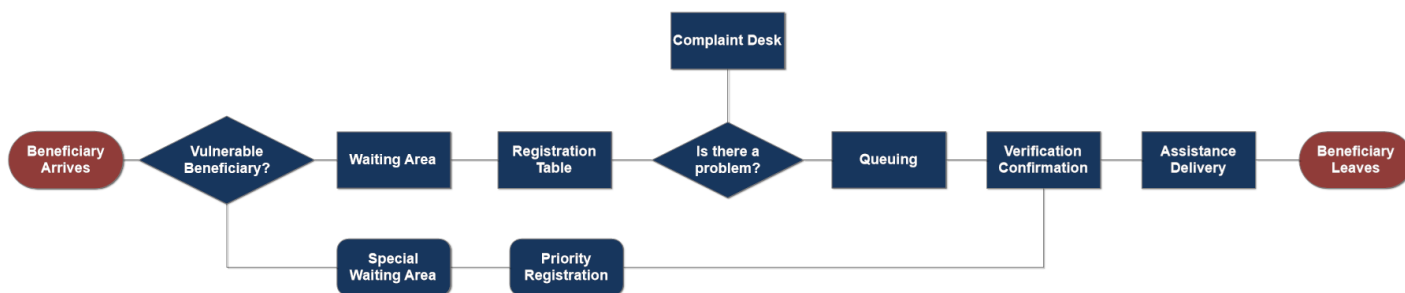 Complaint Desk
Beneficiary
Arrives
Vulnerable
Beneficiary?
Waiting Area
Registration
Table
Is there a
problem?
Queuing
Verification
Confirmation
Assistance
Delivery
Beneficiary
Leaves
Special
Waiting Area
Priority
Registration